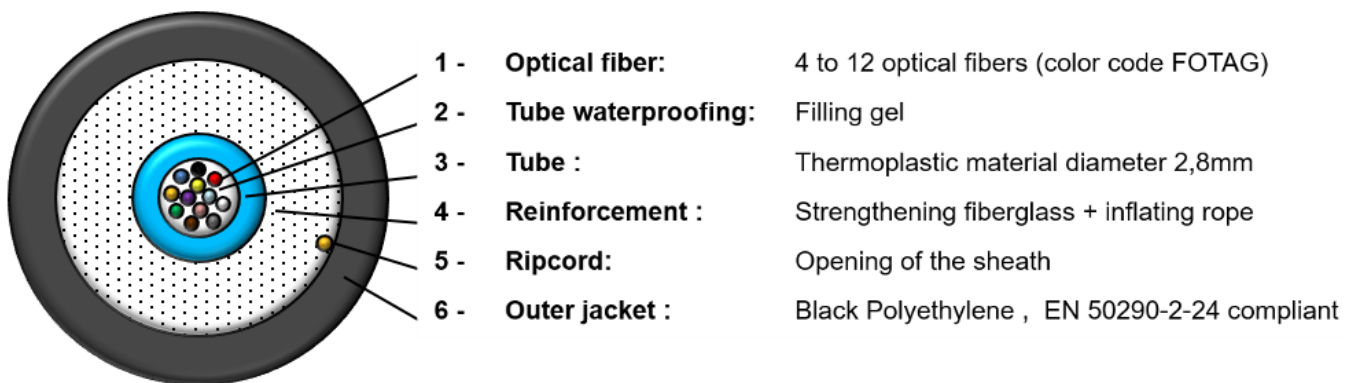 1 - Optical fiber: 4 to 12 optical fibers (color code FOTAG)
2 - Tube waterproofing: Filling gel
3 - Tube : Thermoplastic material diameter 2,8mm
4 - Reinforcement : Strengthening fiberglass + inflating rope
5 - Ripcord: Opening of the sheath
6 - Outer jacket : Black Polyethylene , EN 50290-2-24 compliant